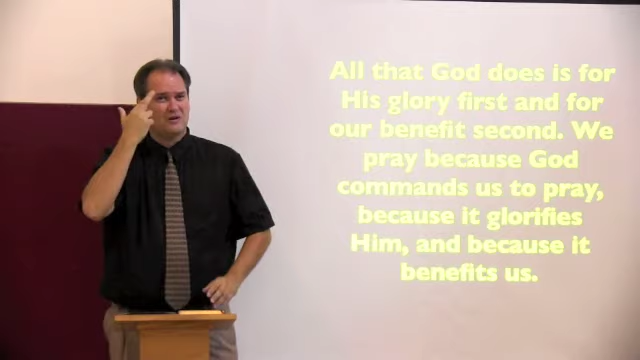 All that God does is for
His glory first and for
our benefit second. We
pray because God
commands us to pray,
because it glorifies
Him, and because it
benefits us.